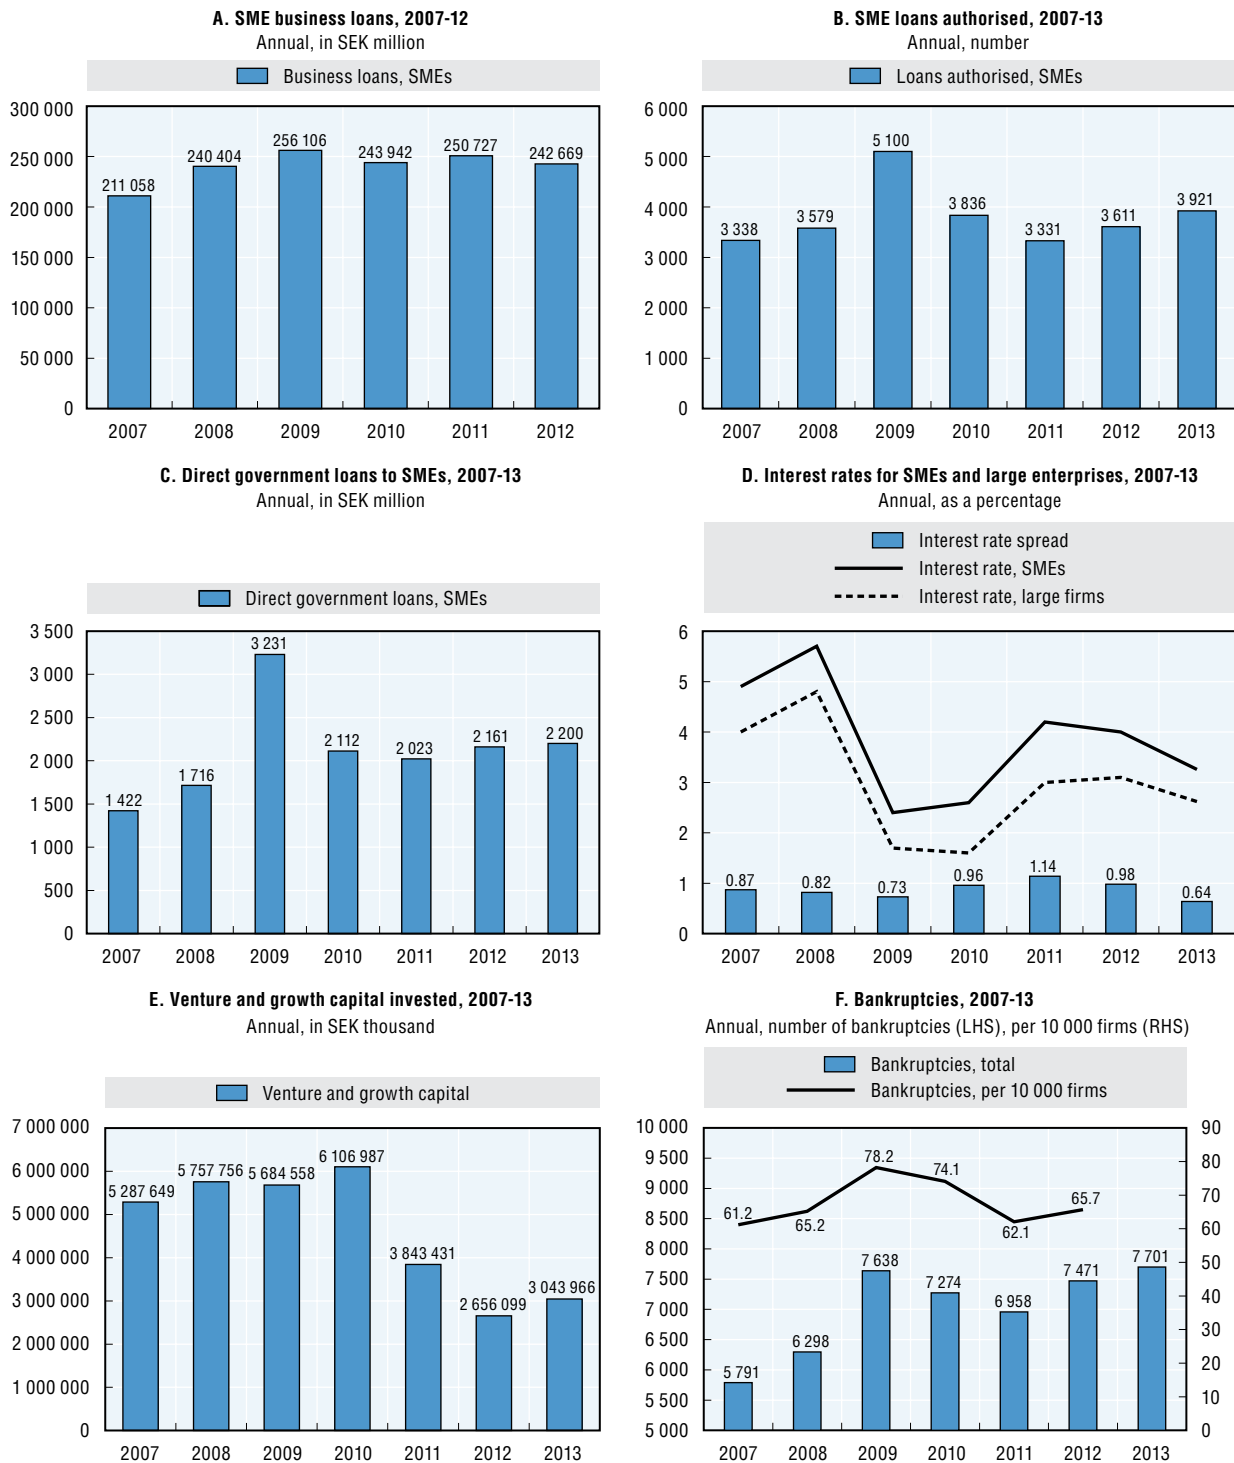 A. SME business loans, 2007-12
Annual, in SEK million
Business loans, SMEs
300 000
250 000
200 000
150 000
100 000
50 000
0
211 058
240 404
256 106
243 942
250 727
242 669
2007 2008 2009 2010 2011 2012
B. SME loans authorised, 2007-13
Annual, number
Loans authorised, SMEs
6 000
5 000
4 000
3 000
2 000
1 000
0
3 338
3 579
5 100
3 836
3 331
3 611
3 921
2007 2008 2009 2010 2011 2012 2013
C. Direct government loans to SMEs, 2007-13
Annual, in SEK million
Direct government loans, SMEs
3 500
3 000
2 500
2 000
1 500
1 000
500
0
1 422
1 716
3 231
2 112
2 023
2 161
2 200
2007 2008 2009 2010 2011 2012 2013
D. Interest rates for SMEs and large enterprises, 2007-13
Annual, as a percentage
Interest rate spread
Interest rate, SMEs
Interest rate, large firms
6
5
4
3
2
1
0
0.87
0.82
0.73
0.96
1.14
0.98
0.64
2007 2008 2009 2010 2011 2012 2013
E. Venture and growth capital invested, 2007-13
Annual, in SEK thousand
Venture and growth capital
7 000 000
6 000 000
5 000 000
4 000 000
3 000 000
2 000 000
1 000 000
0
5 287 649
5 757 756
5 684 558
6 106 987
3 843 431
2 656 099
3 043 966
2007 2008 2009 2010 2011 2012 2013
F. Bankruptcies, 2007-13
Annual, number of bankruptcies (LHS), per 10 000 firms (RHS)
Bankruptcies, total
Bankruptcies, per 10 000 firms
10 000
9 500
9 000
8 500
8 000
7 500
7 000
6 500
6 000
5 500
5 000
61.2
65.2
78.2
74.1
62.1
65.7
5 791
6 298
7 638
7 274
6 958
7 471
7 701
90
80
70
60
50
40
30
20
10
0
2007 2008 2009 2010 2011 2012 2013